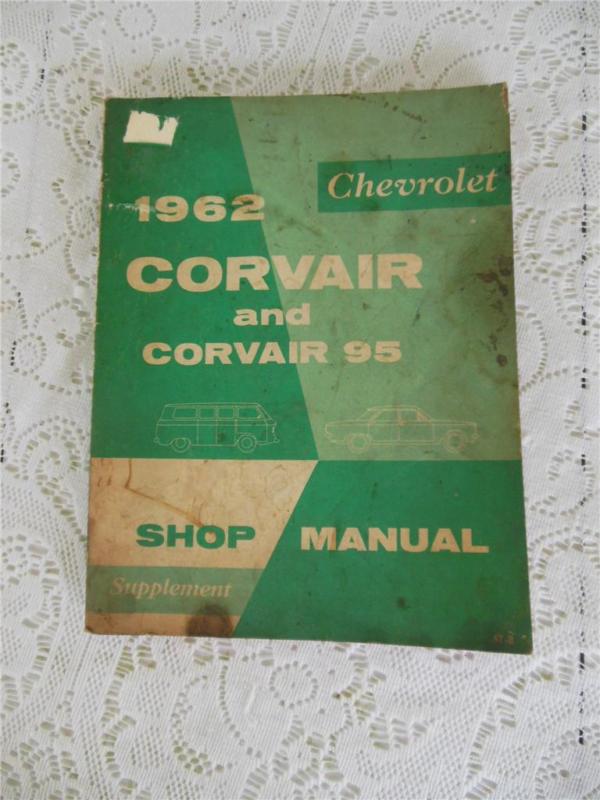 Chevrolet
1962
CORVAIR
and
CORVAIR 95
SHOP MANUAL
Supplement